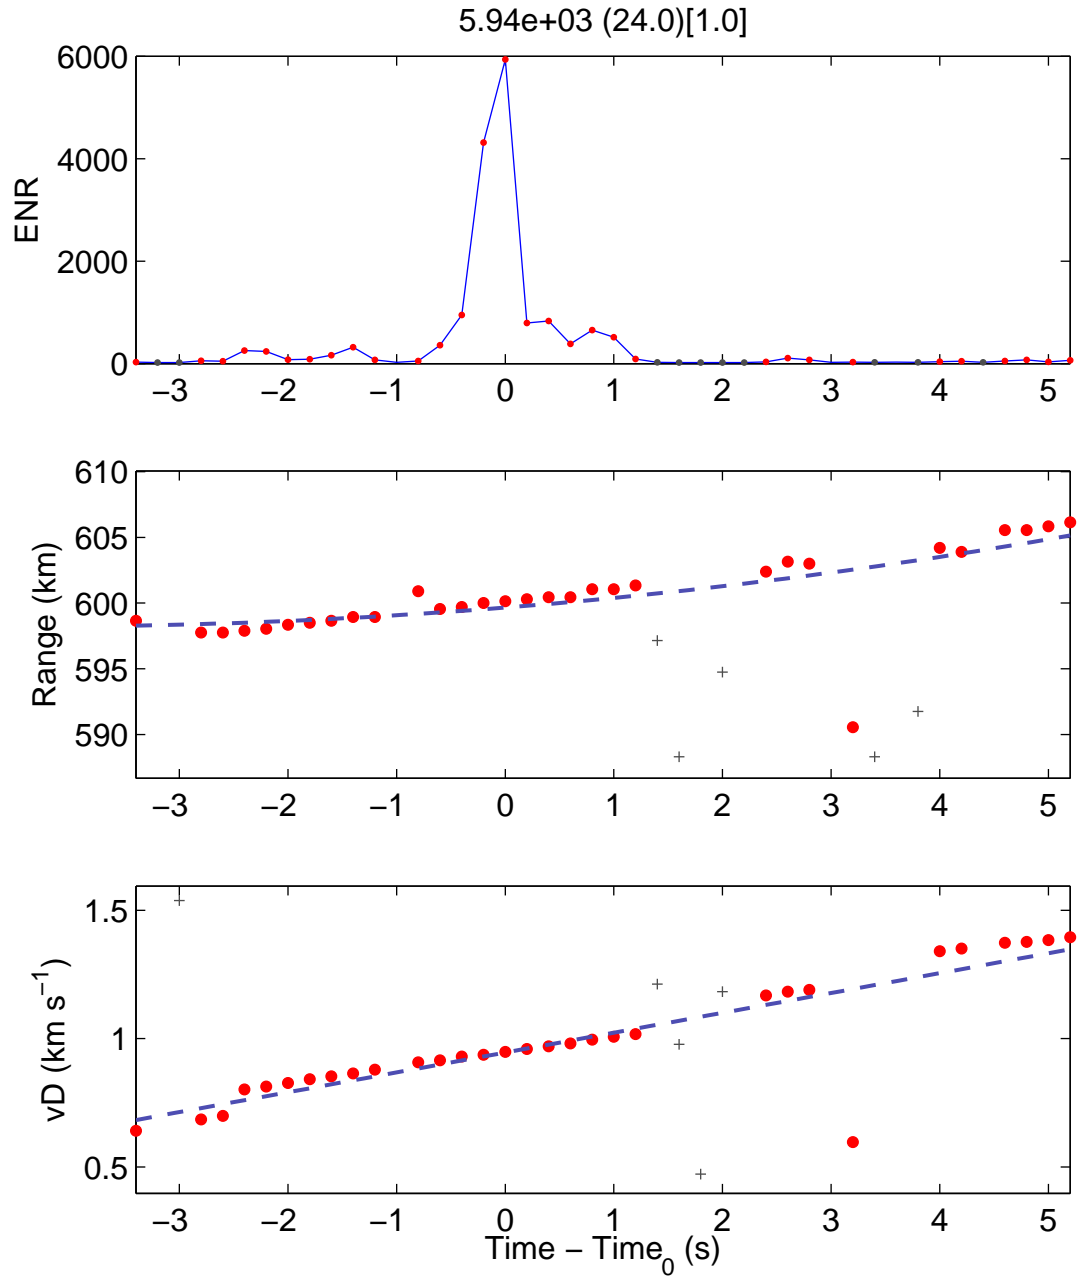 5.94e+03 (24.0)[1.0]
6000
4000
2000
0
ENR
−3 −2 −1 0 1 2 3 4 5
610
605
600
595
590
Range (km)
−3 −2 −1 0 1 2 3 4 5
1.5
1
0.5
vD (km s⁻¹)
−3 −2 −1 0 1 2 3 4 5
Time − Time₀ (s)